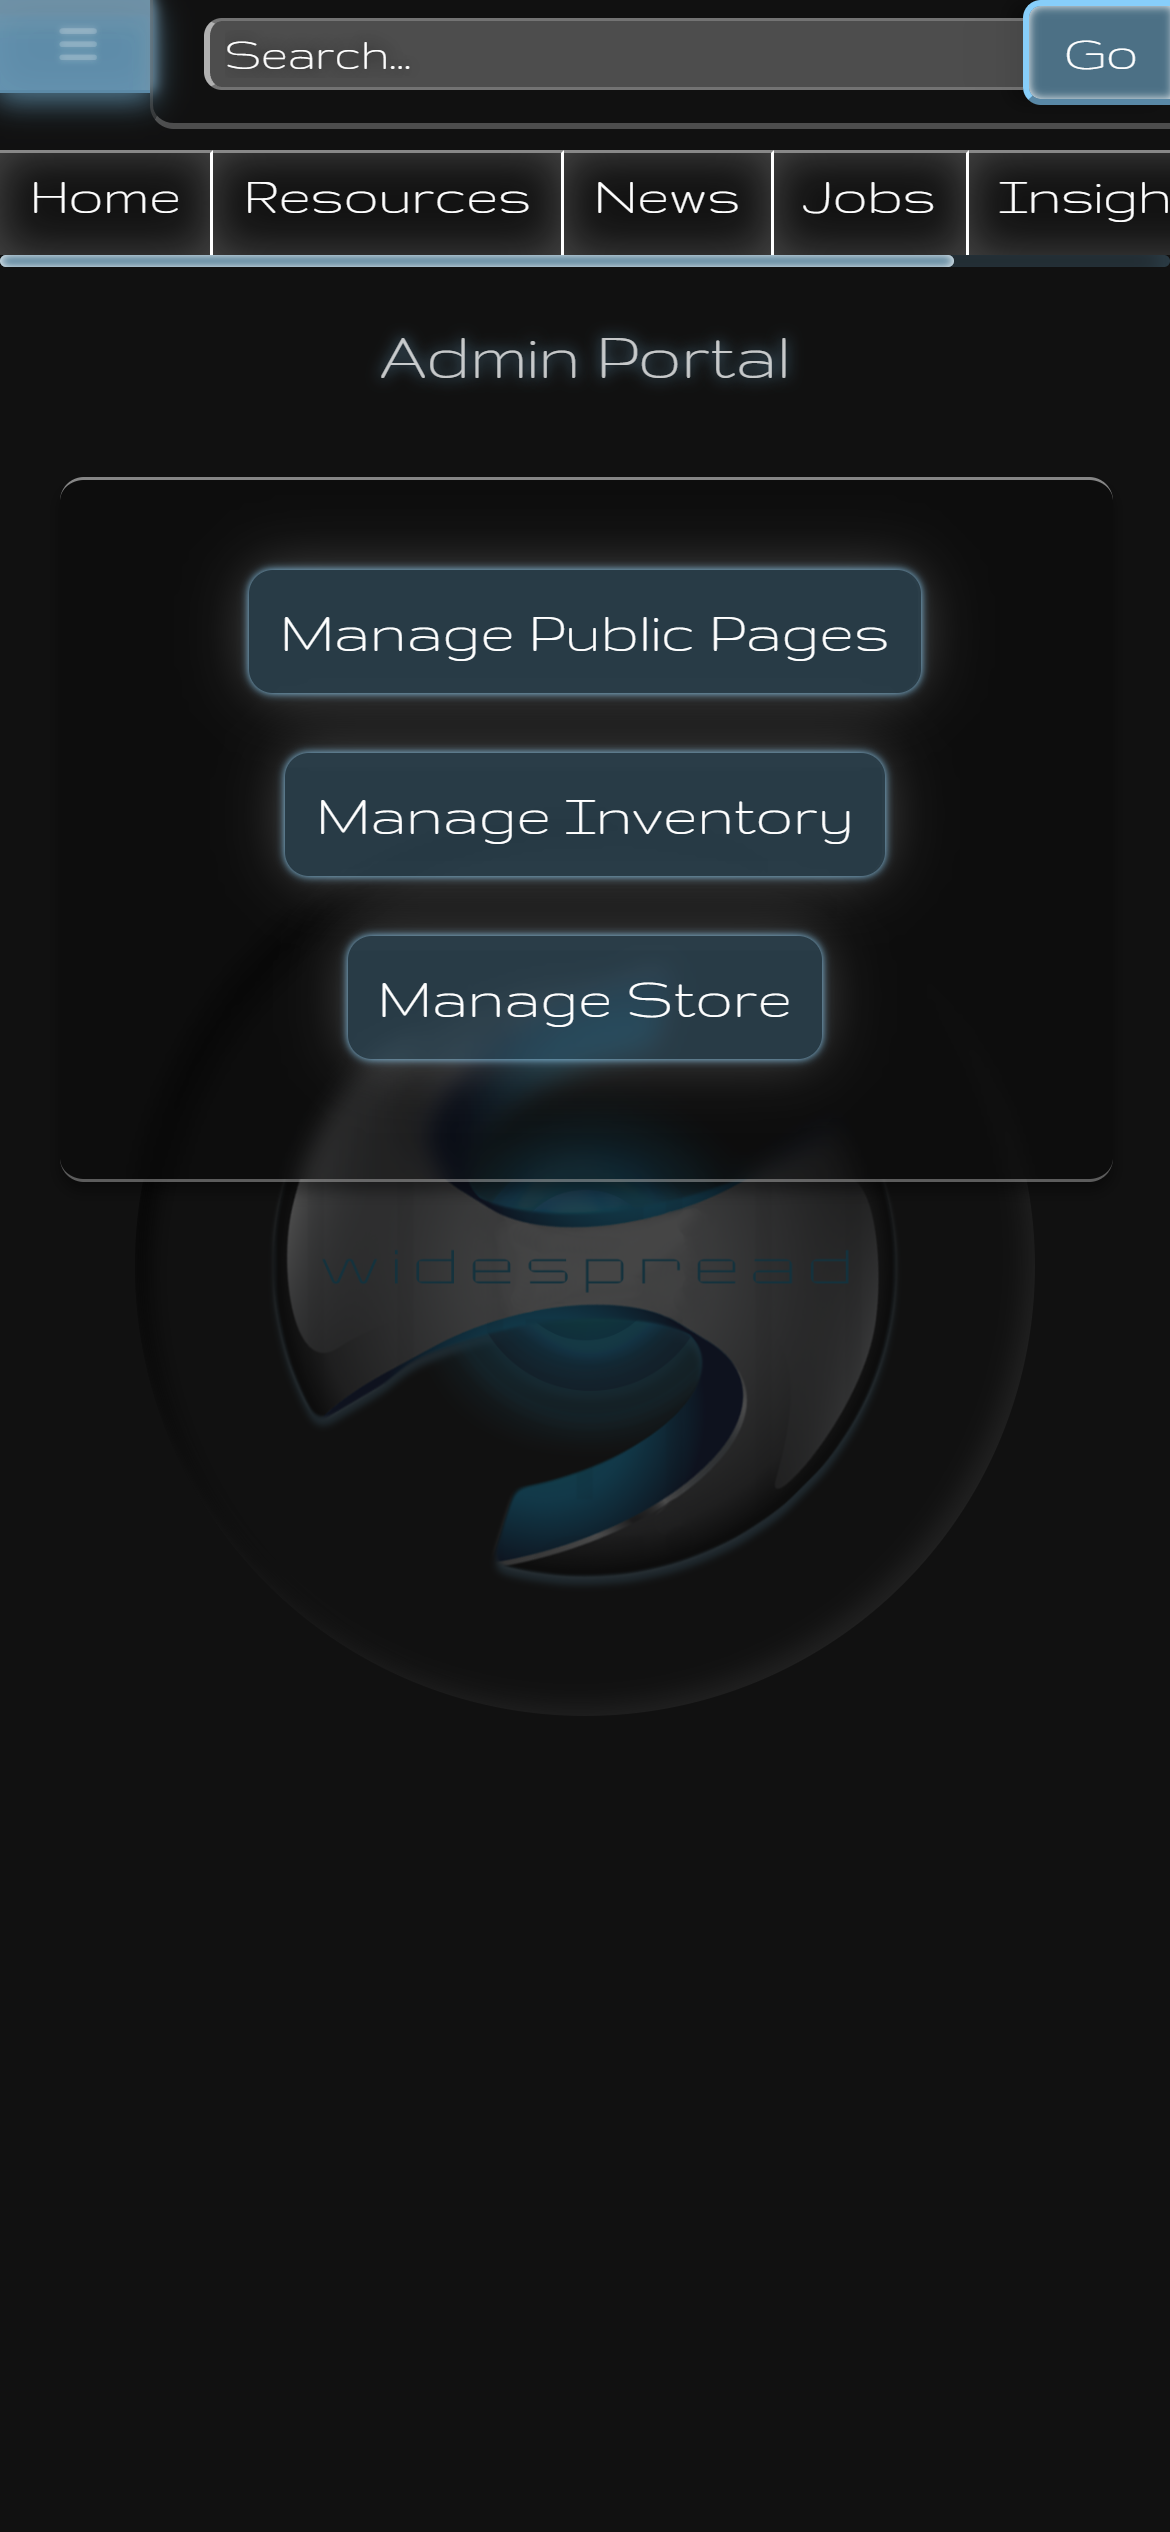 Search...
Go
Home
Resources
News
Jobs
Insigh
Admin Portal
Manage Public Pages
Manage Inventory
Manage Store
widespread